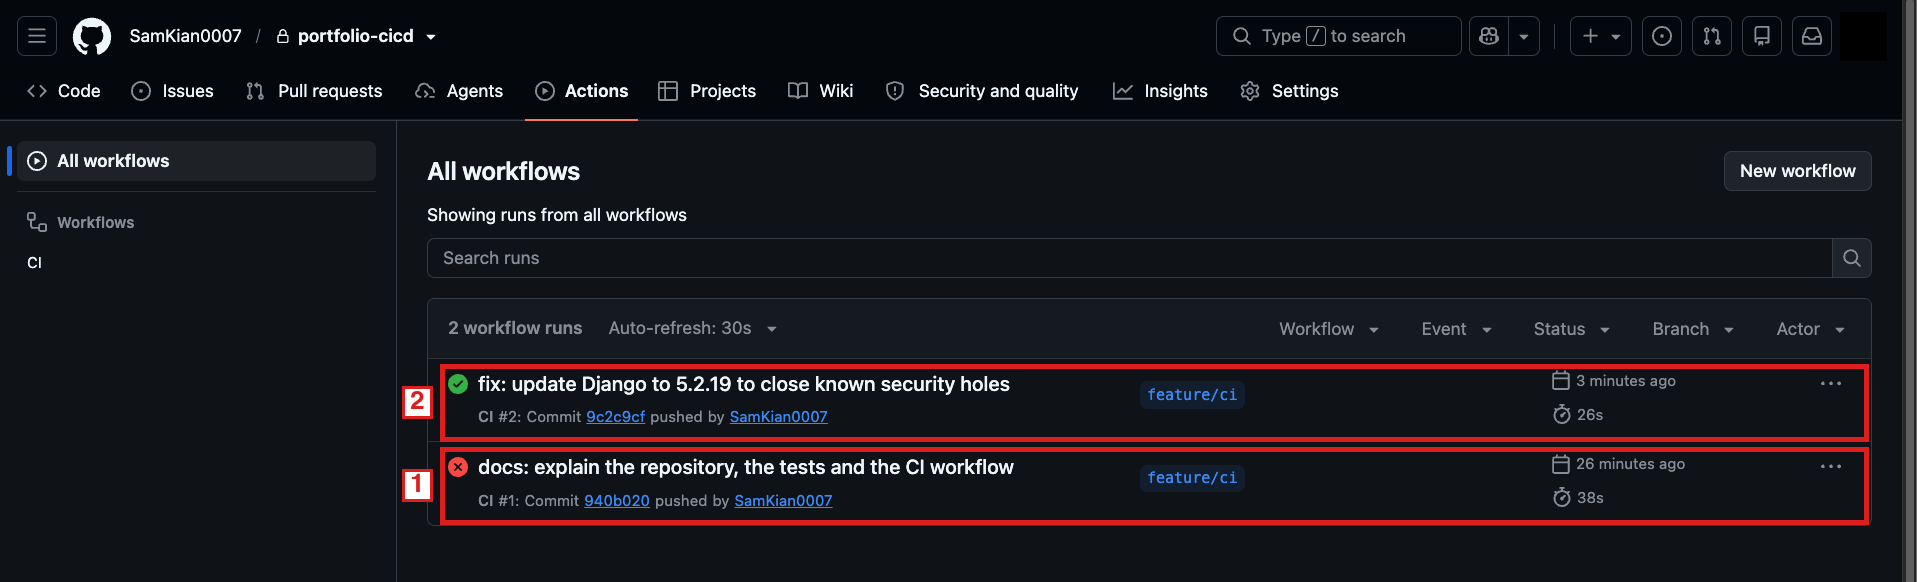 SamKian0007 / portfolio-cicd
Type / to search
Code Issues Pull requests Agents Actions Projects Wiki Security and quality Insights Settings
All workflows
Workflows
CI
All workflows
New workflow
Showing runs from all workflows
Search runs
2 workflow runs Auto-refresh: 30s Workflow Event Status Branch Actor
2
fix: update Django to 5.2.19 to close known security holes
CI #2: Commit 9c2c9cf pushed by SamKian0007
feature/ci
3 minutes ago
26s
1
docs: explain the repository, the tests and the CI workflow
CI #1: Commit 940b020 pushed by SamKian0007
feature/ci
26 minutes ago
38s